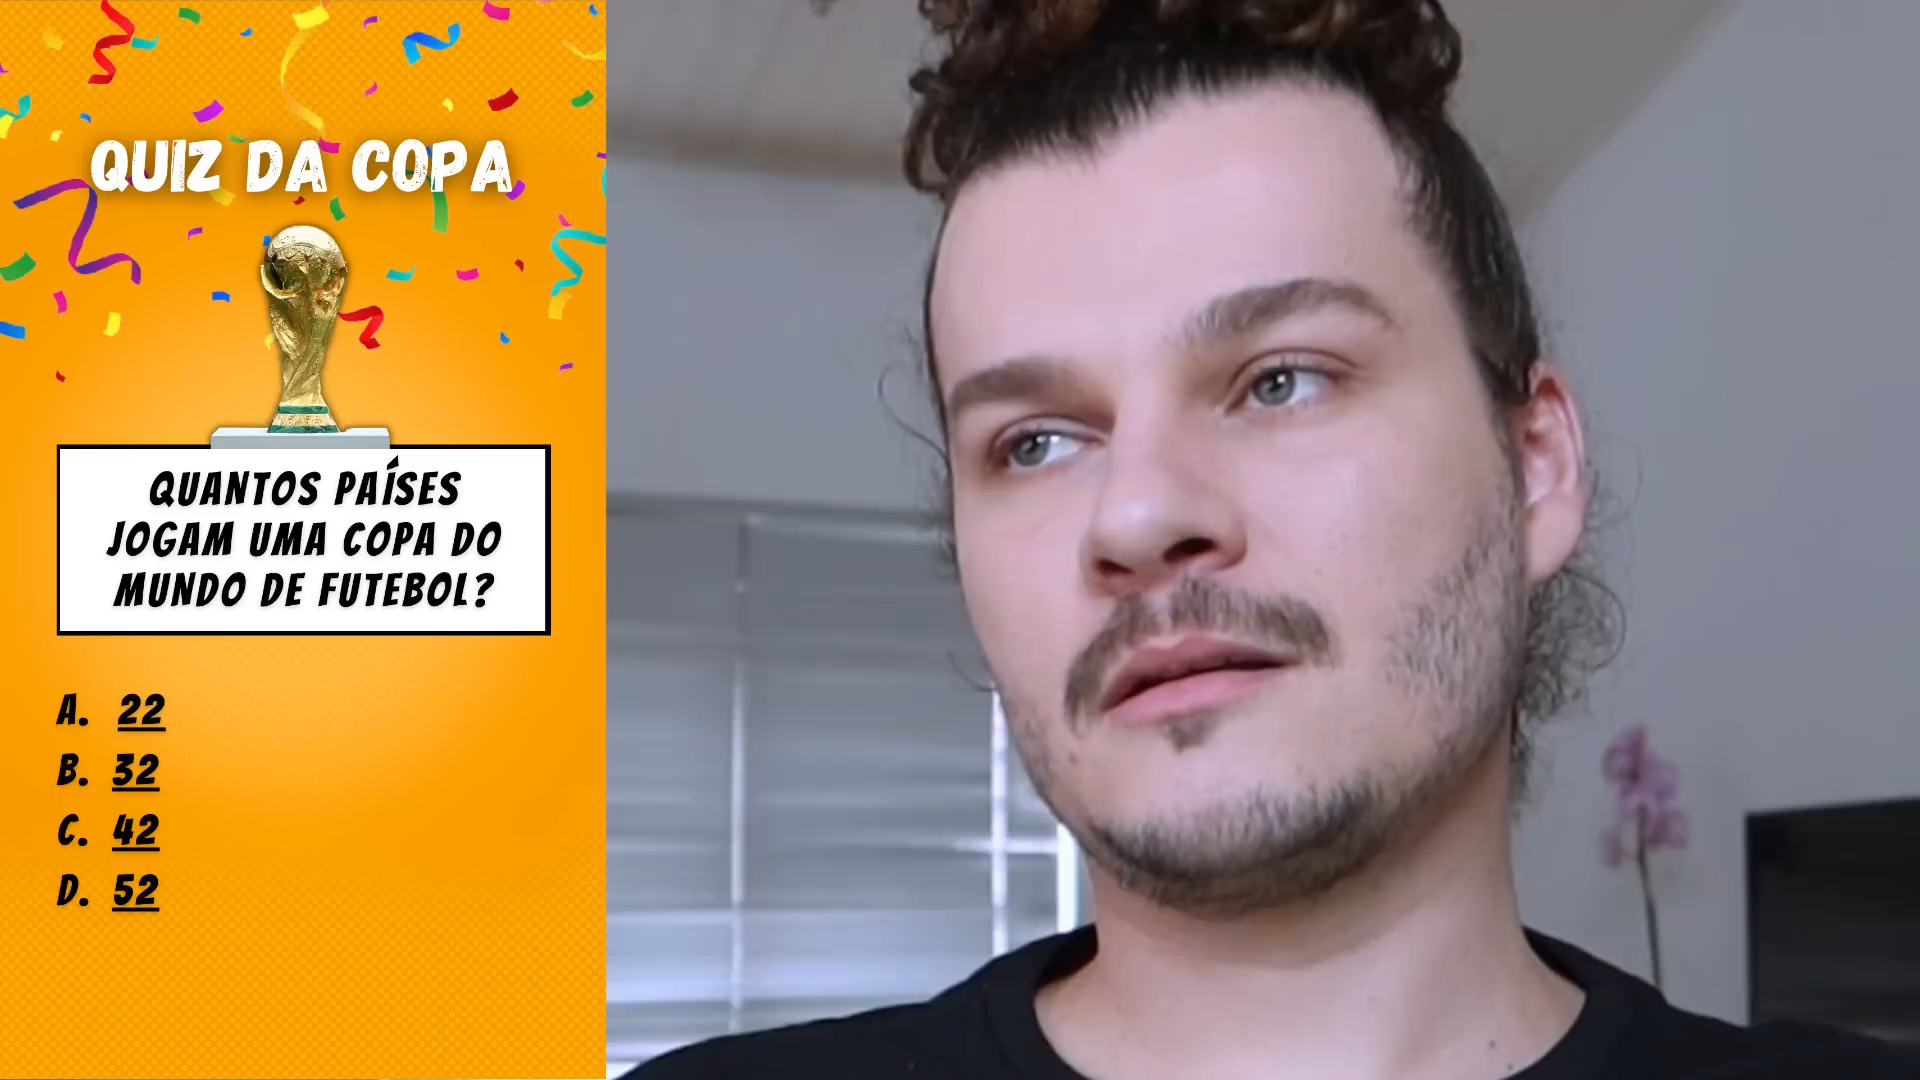 QUIZ DA COPA
QUANTOS PAÍSES
JOGAM UMA COPA DO
MUNDO DE FUTEBOL?
A. 22
B. 32
C. 42
D. 52